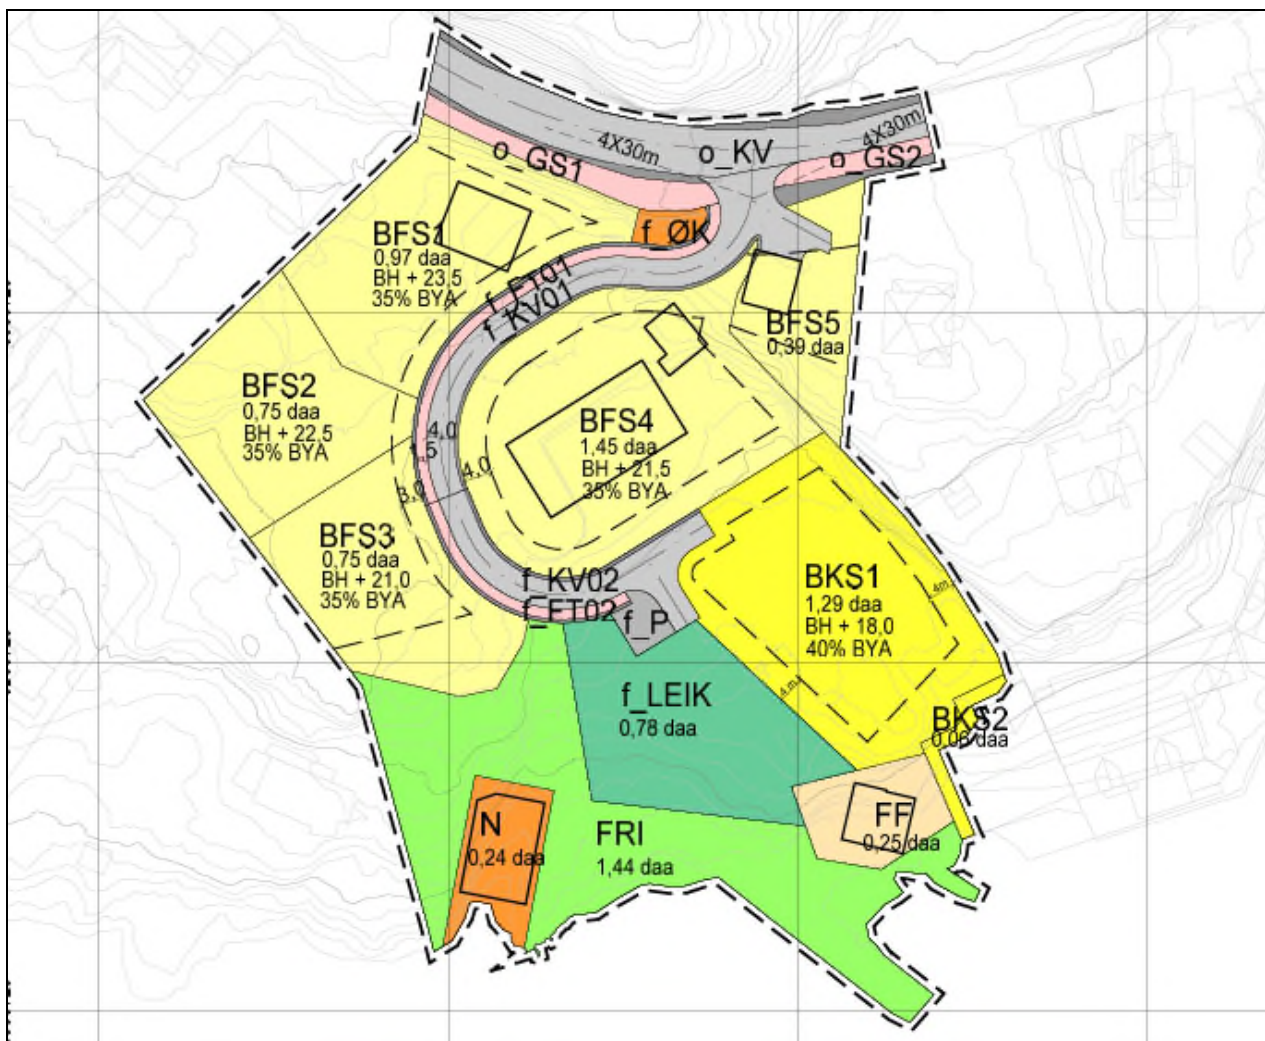 o_GS1
4X30m
o_KV
o_GS2
4X30m
f_ØK
BFS1
0,97 daa
BH + 23,5
35% BYA
f_FT01
f_KV01
BFS5
0,39 daa
BFS2
0,75 daa
BH + 22,5
35% BYA
BFS4
1,45 daa
BH + 21,5
35% BYA
4,0
1,5
4,0
3,0
BFS3
0,75 daa
BH + 21,0
35% BYA
f_KV02
f_FT02
f_P
BKS1
1,29 daa
BH + 18,0
40% BYA
4m
4 m
f_LEIK
0,78 daa
BKS2
0,06 daa
N
0,24 daa
FRI
1,44 daa
FF
0,25 daa